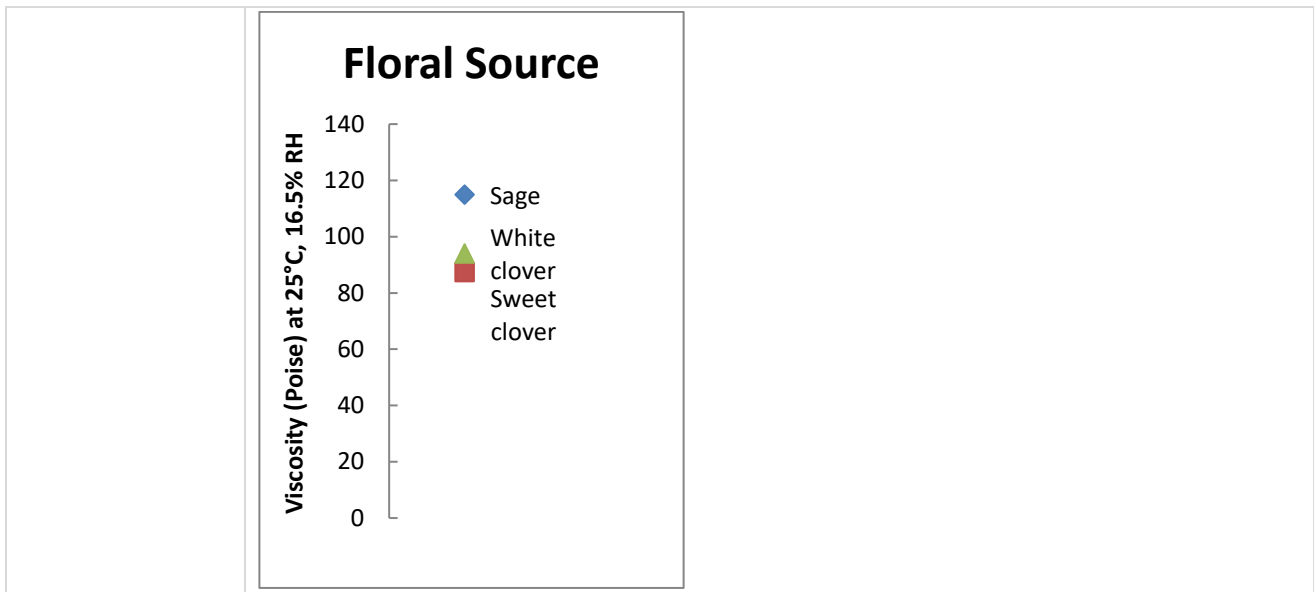 Floral Source
Viscosity (Poise) at 25°C, 16.5% RH
140
120
100
80
60
40
20
0
Sage
White
clover
Sweet
clover